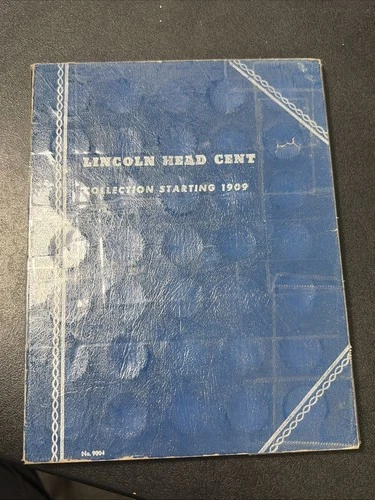 LINCOLN HEAD CENT
COLLECTION STARTING 1909
No. 9004